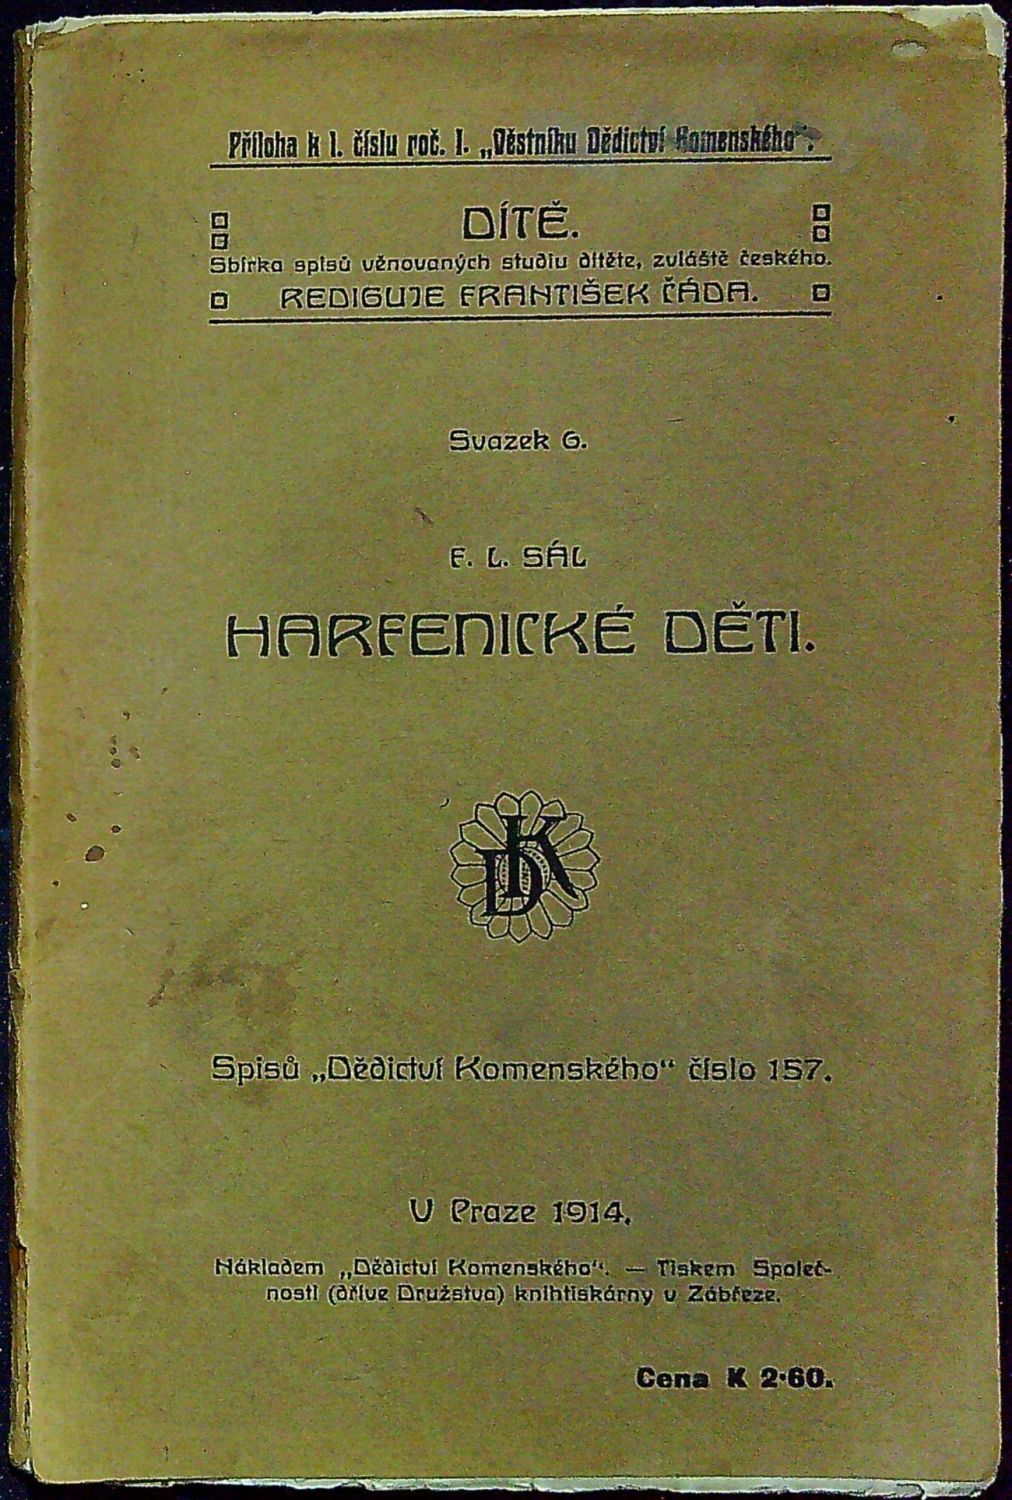 Příloha k 1. číslu roč. I. „Věstníku Dědictví Komenského“.
DÍTĚ.
Sbírka spisů věnovaných studiu dítěte, zvláště českého.
REDIGUJE FRANTIŠEK ČÁDA.
Svazek 6.
F. L. SÁL
HARFENICKÉ DĚTI.
DK
Spisů „Dědictví Komenského“ číslo 157.
V Praze 1914.
Nákladem „Dědictví Komenského“. — Tiskem Společ-
nosti (dříve Družstva) knihtiskárny v Zábřeze.
Cena K 2·60.